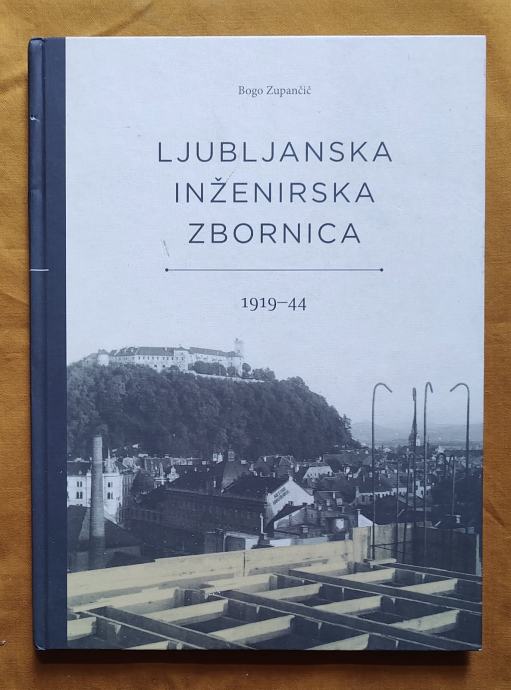 Bogo Zupančič
LJUBLJANSKA
INŽENIRSKA
ZBORNICA
1919–44